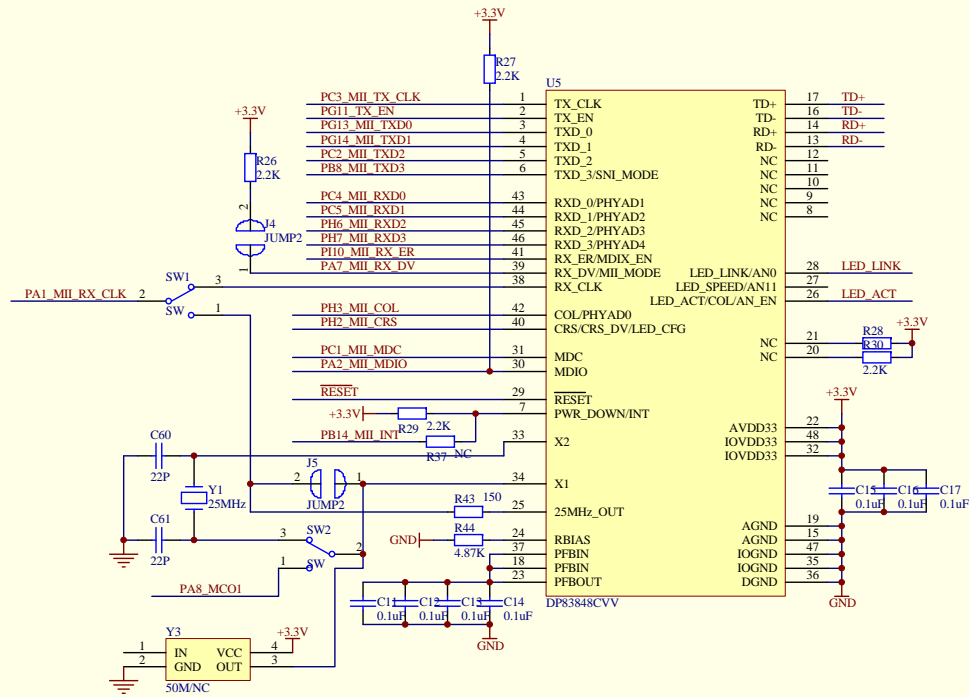 +3.3V
R27
2.2K
U5
PC3_MII_TX_CLK 1 TX_CLK TD+ 17 TD+
PG11_TX_EN 2 TX_EN TD- 16 TD-
PG13_MII_TXD0 3 TXD_0 RD+ 14 RD+
PG14_MII_TXD1 4 TXD_1 RD- 13 RD-
PC2_MII_TXD2 5 TXD_2 NC 12
PB8_MII_TXD3 6 TXD_3/SNI_MODE NC 11
NC 10
NC 9
NC 8
+3.3V
R26
2.2K
PC4_MII_RXD0 43 RXD_0/PHYAD1
PC5_MII_RXD1 44 RXD_1/PHYAD2
PH6_MII_RXD2 45 RXD_2/PHYAD3
PH7_MII_RXD3 46 RXD_3/PHYAD4
PI10_MII_RX_ER 41 RX_ER/MDIX_EN
PA7_MII_RX_DV 39 RX_DV/MII_MODE LED_LINK/AN0 28 LED_LINK
38 RX_CLK LED_SPEED/AN11 27
LED_ACT/COL/AN_EN 26 LED_ACT
2
J4
JUMP2
1
SW1
3
PA1_MII_RX_CLK 2
SW 1
PH3_MII_COL 42 COL/PHYAD0
PH2_MII_CRS 40 CRS/CRS_DV/LED_CFG
PC1_MII_MDC 31 MDC
PA2_MII_MDIO 30 MDIO
NC 21 R28 +3.3V
NC 20 R30
2.2K
RESET 29 RESET
+3.3V R29 2.2K 7 PWR_DOWN/INT
PB14_MII_INT R37 NC
33 X2
+3.3V
AVDD33 22
IOVDD33 48
IOVDD33 32
C60
22P
Y1
25MHz
C61
22P
J5
2 1
JUMP2
34 X1
R43 150 25 25MHz_OUT
R44
GND 4.87K 24 RBIAS
37 PFBIN
18 PFBIN
23 PFBOUT
C15 C16 C17
0.1uF 0.1uF 0.1uF
AGND 19
AGND 15
IOGND 47
IOGND 35
DGND 36
GND
SW2
3
2
1 SW
PA8_MCO1
C11 C12 C13 C14
0.1uF 0.1uF 0.1uF 0.1uF
GND
DP83848CVV
Y3
+3.3V
1 IN VCC 4
2 GND OUT 3
50M/NC